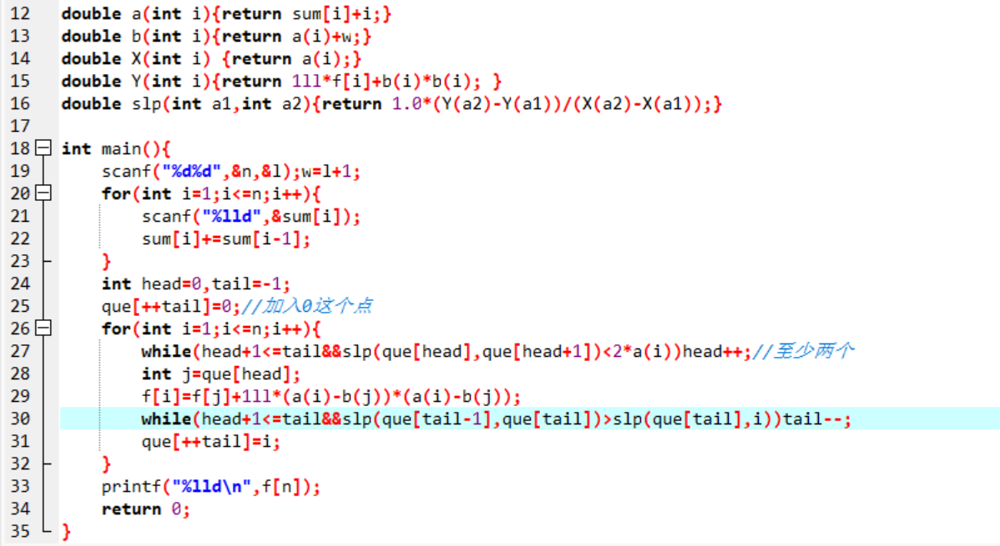 12 double a(int i){return sum[i]+i;}
13 double b(int i){return a(i)+w;}
14 double X(int i) {return a(i);}
15 double Y(int i){return 1ll*f[i]+b(i)*b(i); }
16 double slp(int a1,int a2){return 1.0*(Y(a2)-Y(a1))/(X(a2)-X(a1));}
17
18 int main(){
19 scanf("%d%d",&n,&l);w=l+1;
20 for(int i=1;i<=n;i++){
21 scanf("%lld",&sum[i]);
22 sum[i]+=sum[i-1];
23 }
24 int head=0,tail=-1;
25 que[++tail]=0;//加入0这个点
26 for(int i=1;i<=n;i++){
27 while(head+1<=tail&&slp(que[head],que[head+1])<2*a(i))head++;//至少两个
28 int j=que[head];
29 f[i]=f[j]+1ll*(a(i)-b(j))*(a(i)-b(j));
30 while(head+1<=tail&&slp(que[tail-1],que[tail])>slp(que[tail],i))tail--;
31 que[++tail]=i;
32 }
33 printf("%lld\n",f[n]);
34 return 0;
35 }